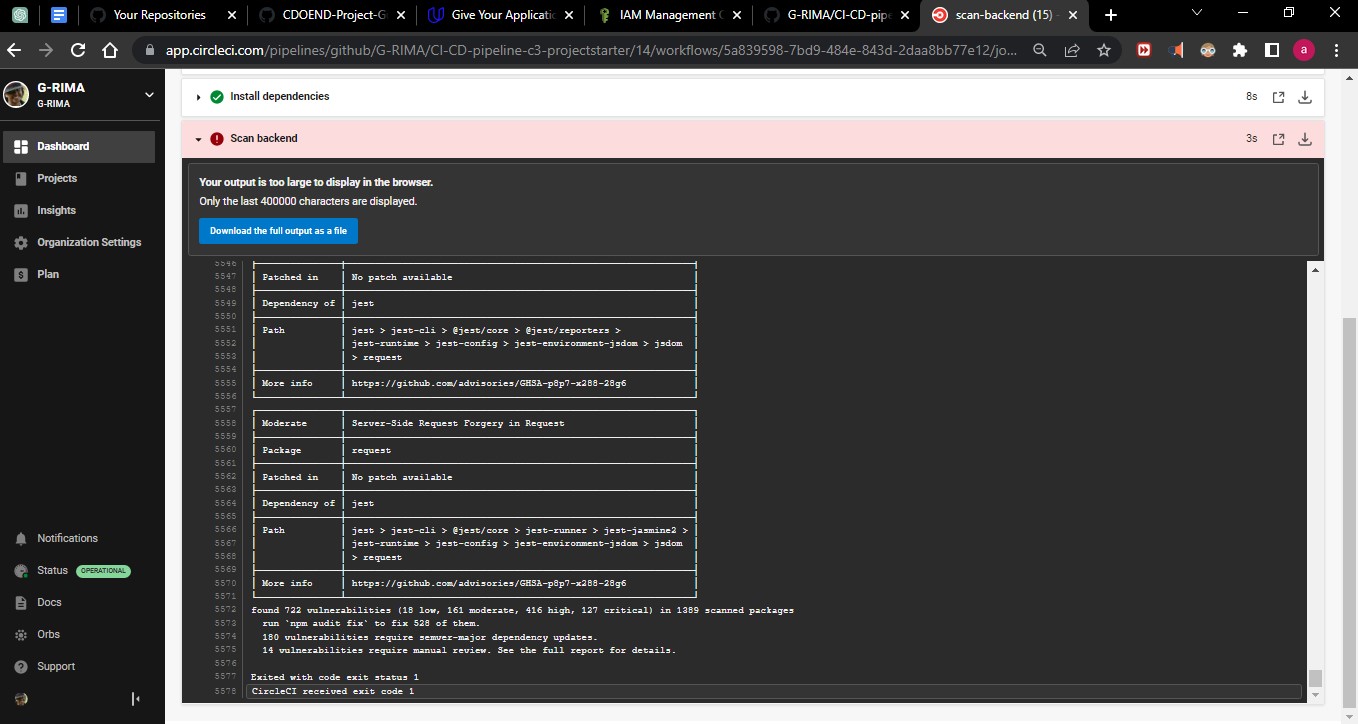 Your Repositories
CDOEND-Project-G
Give Your Applicatio
IAM Management C
G-RIMA/CI-CD-pipe
scan-backend (15) -
app.circleci.com/pipelines/github/G-RIMA/CI-CD-pipeline-c3-projectstarter/14/workflows/5a839598-7bd9-484e-843d-2daa8bb77e12/jo...
a
G-RIMA
G-RIMA
Dashboard
Projects
Insights
Organization Settings
Plan
Notifications
Status OPERATIONAL
Docs
Orbs
Support
Install dependencies 8s
Scan backend 3s
Your output is too large to display in the browser.
Only the last 400000 characters are displayed.
Download the full output as a file
5546
5547 Patched in No patch available
5548
5549 Dependency of jest
5550
5551 Path jest > jest-cli > @jest/core > @jest/reporters >
5552 jest-runtime > jest-config > jest-environment-jsdom > jsdom
5553 > request
5554
5555 More info https://github.com/advisories/GHSA-p8p7-x288-28g6
5556
5557
5558 Moderate Server-Side Request Forgery in Request
5559
5560 Package request
5561
5562 Patched in No patch available
5563
5564 Dependency of jest
5565
5566 Path jest > jest-cli > @jest/core > jest-runner > jest-jasmine2 >
5567 jest-runtime > jest-config > jest-environment-jsdom > jsdom
5568 > request
5569
5570 More info https://github.com/advisories/GHSA-p8p7-x288-28g6
5571
5572 found 722 vulnerabilities (18 low, 161 moderate, 416 high, 127 critical) in 1389 scanned packages
5573 run `npm audit fix` to fix 528 of them.
5574 180 vulnerabilities require semver-major dependency updates.
5575 14 vulnerabilities require manual review. See the full report for details.
5576
5577 Exited with code exit status 1
5578 CircleCI received exit code 1